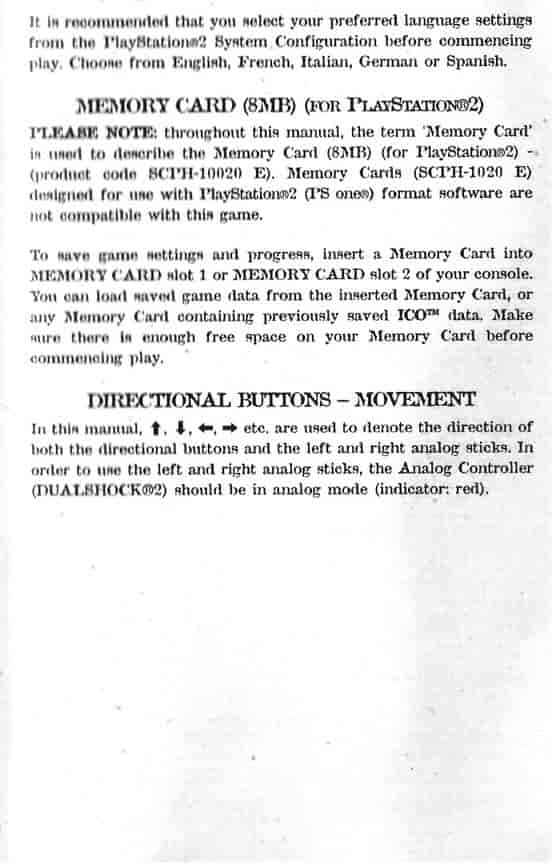 It is recommended that you select your preferred language settings
from the PlayStation®2 System Configuration before commencing
play. Choose from English, French, Italian, German or Spanish.
MEMORY CARD (8MB) (FOR PLAYSTATION®2)
PLEASE NOTE: throughout this manual, the term 'Memory Card'
is used to describe the Memory Card (8MB) (for PlayStation®2) -
(product code SCPH-10020 E). Memory Cards (SCPH-1020 E)
designed for use with PlayStation®2 (PS one®) format software are
not compatible with this game.
To save game settings and progress, insert a Memory Card into
MEMORY CARD slot 1 or MEMORY CARD slot 2 of your console.
You can load saved game data from the inserted Memory Card, or
any Memory Card containing previously saved ICO™ data. Make
sure there is enough free space on your Memory Card before
commencing play.
DIRECTIONAL BUTTONS – MOVEMENT
In this manual, ↑, ↓, ←, → etc. are used to denote the direction of
both the directional buttons and the left and right analog sticks. In
order to use the left and right analog sticks, the Analog Controller
(DUALSHOCK®2) should be in analog mode (indicator: red).